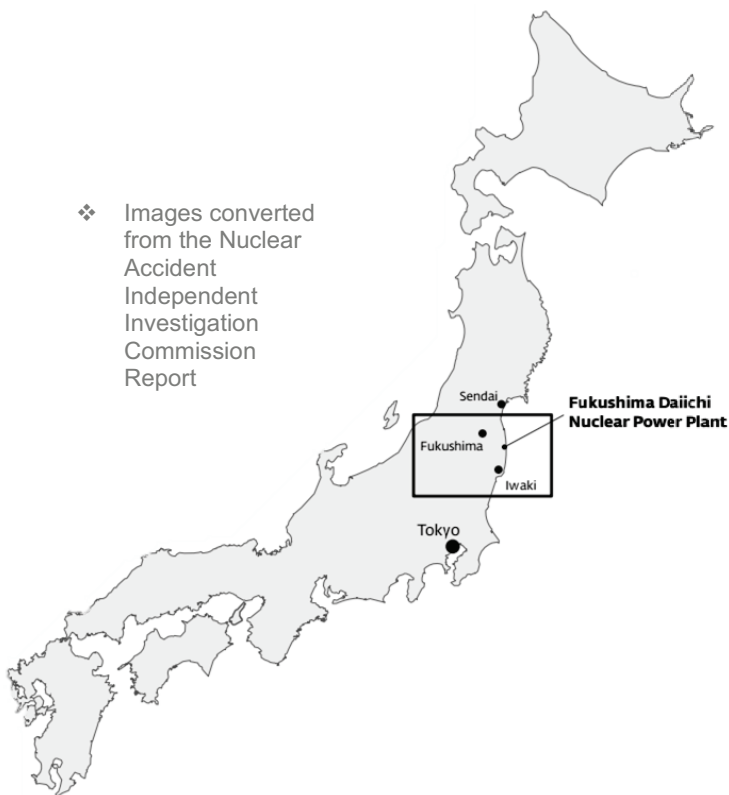 ❖ Images converted
from the Nuclear
Accident
Independent
Investigation
Commission
Report
Sendai
Fukushima Daiichi
Nuclear Power Plant
Fukushima
Iwaki
Tokyo